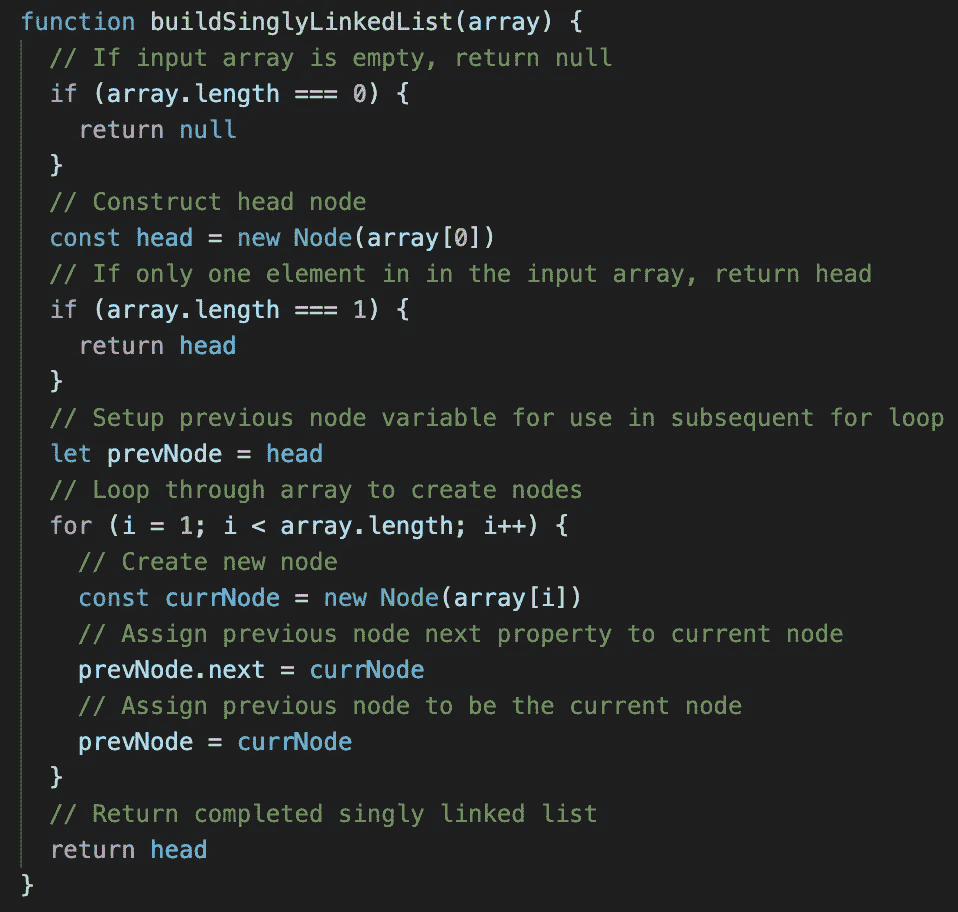 function buildSinglyLinkedList(array) {
  // If input array is empty, return null
  if (array.length === 0) {
    return null
  }
  // Construct head node
  const head = new Node(array[0])
  // If only one element in in the input array, return head
  if (array.length === 1) {
    return head
  }
  // Setup previous node variable for use in subsequent for loop
  let prevNode = head
  // Loop through array to create nodes
  for (i = 1; i < array.length; i++) {
    // Create new node
    const currNode = new Node(array[i])
    // Assign previous node next property to current node
    prevNode.next = currNode
    // Assign previous node to be the current node
    prevNode = currNode
  }
  // Return completed singly linked list
  return head
}